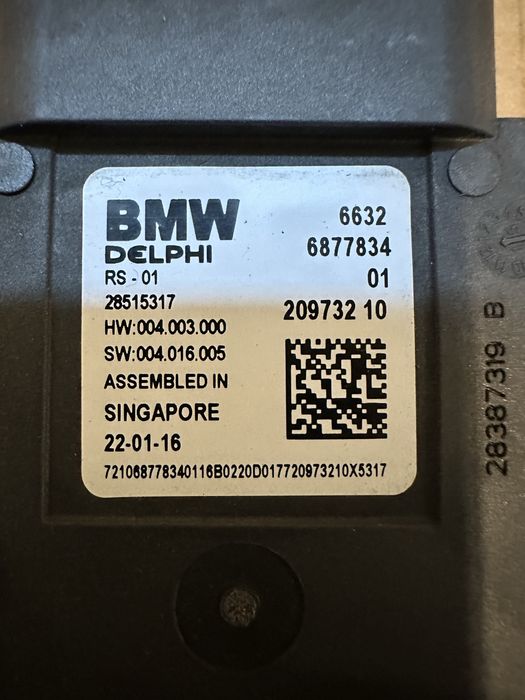 BMW
DELPHI
RS - 01
28515317
HW:004.003.000
SW:004.016.005
ASSEMBLED IN
SINGAPORE
22-01-16
6632
6877834
01
209732 10
721068778340116B0220D017720973210X5317
28387319 B